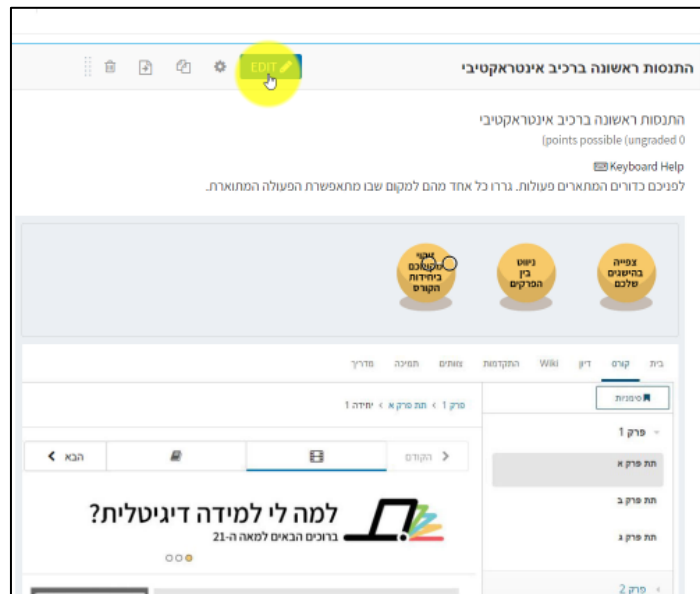 התנסות ראשונה ברכיב אינטראקטיבי
EDIT
התנסות ראשונה ברכיב אינטראקטיבי
(points possible (ungraded 0
Keyboard Help
לפניכם כדורים המתארים פעולות. גררו כל אחד מהם למקום שבו מתאפשרת הפעולה המתוארת.
צפייה
בהישגים
שלכם
ניווט
בין
הפרקים
ביחידות
הקורס
בית
קורס
דיון
Wiki
התקדמות
צוותים
תמיכה
מדריך
סימניות
פרק 1
תת פרק א
תת פרק ב
תת פרק ג
פרק 2
פרק 1 > תת פרק א > יחידה 1
הקודם
הבא
למה לי למידה דיגיטלית?
ברוכים הבאים למאה ה-21